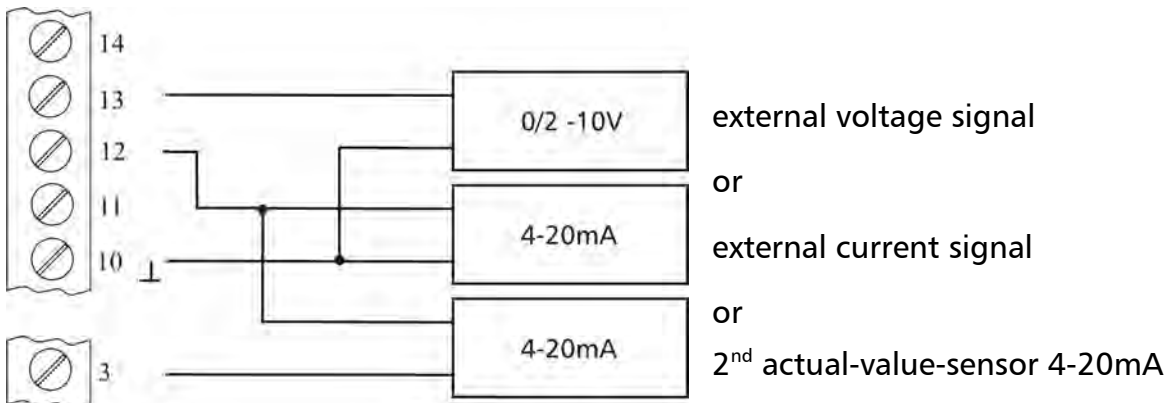 14
13
0/2 -10V
external voltage signal
12
or
11
4-20mA
external current signal
10 ⊥
or
4-20mA
2nd actual-value-sensor 4-20mA
3